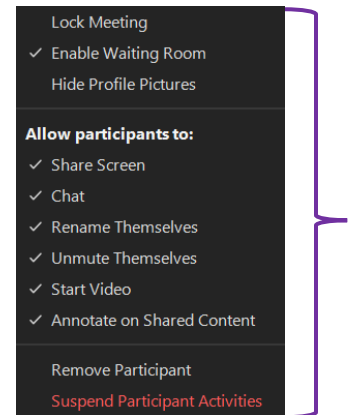 Lock Meeting
✓ Enable Waiting Room
Hide Profile Pictures
Allow participants to:
✓ Share Screen
✓ Chat
✓ Rename Themselves
✓ Unmute Themselves
✓ Start Video
✓ Annotate on Shared Content
Remove Participant
Suspend Participant Activities